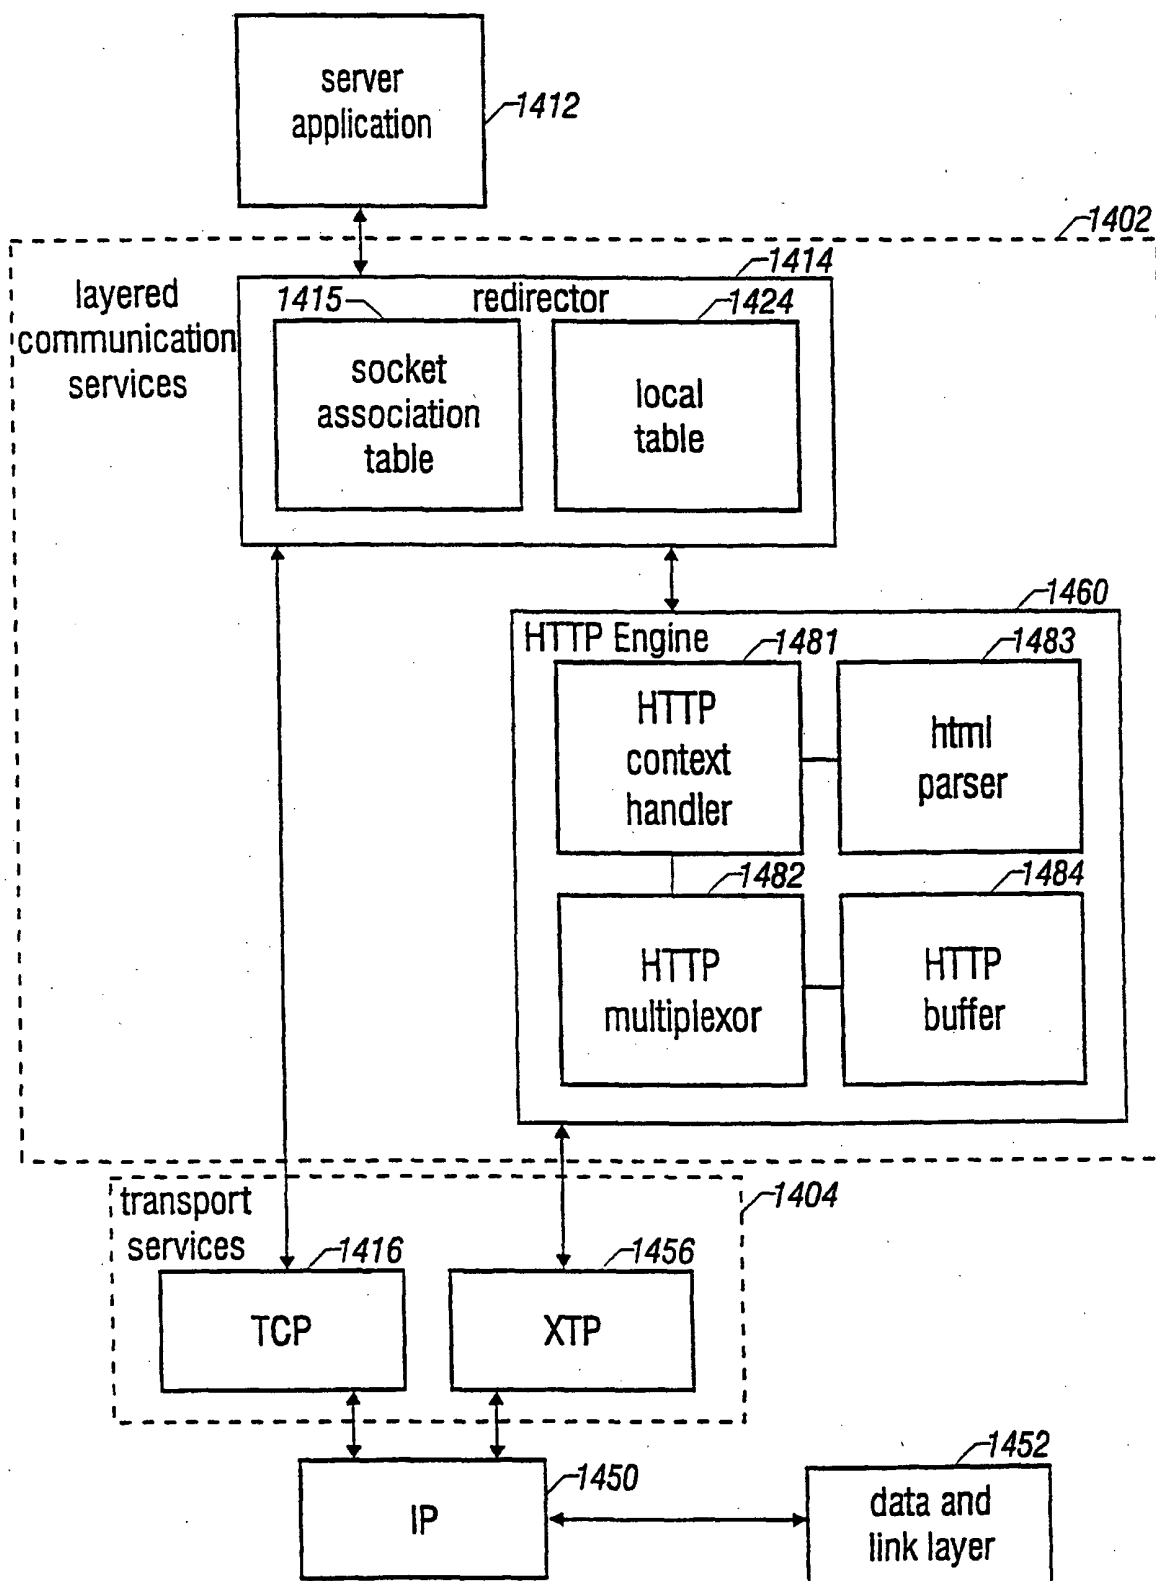 server
application
1412
1402
layered
communication
services
1414
redirector
1415
1424
socket
association
table
local
table
1460
HTTP Engine
1481
1483
HTTP
context
handler
html
parser
1482
1484
HTTP
multiplexor
HTTP
buffer
transport
services
1404
1416
1456
TCP
XTP
1450
1452
IP
data and
link layer